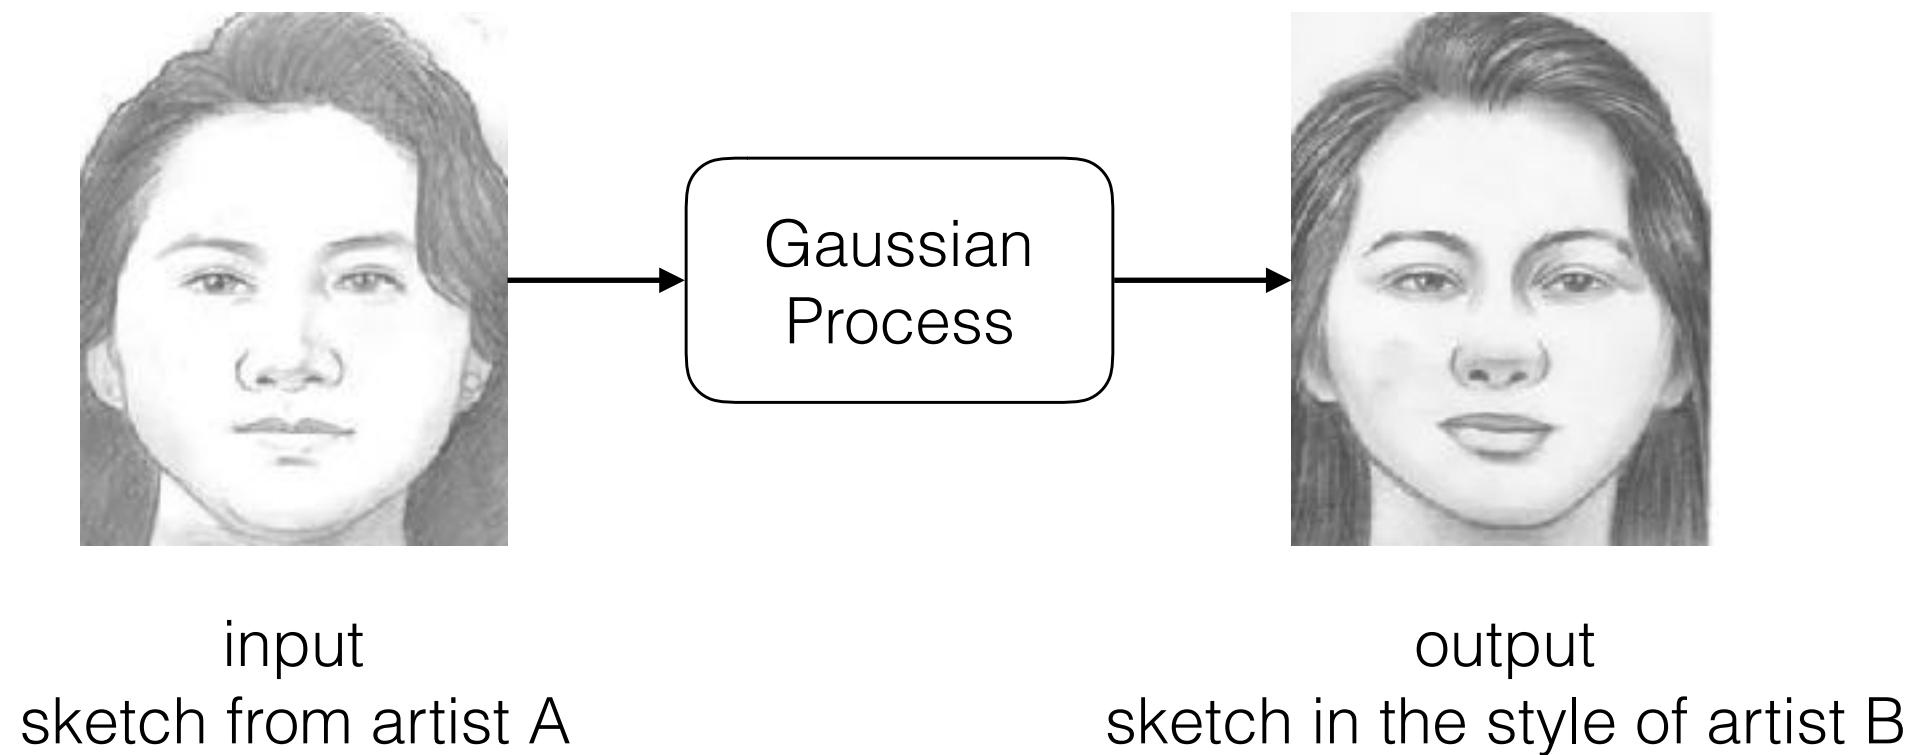 Gaussian
Process
input
sketch from artist A
output
sketch in the style of artist B